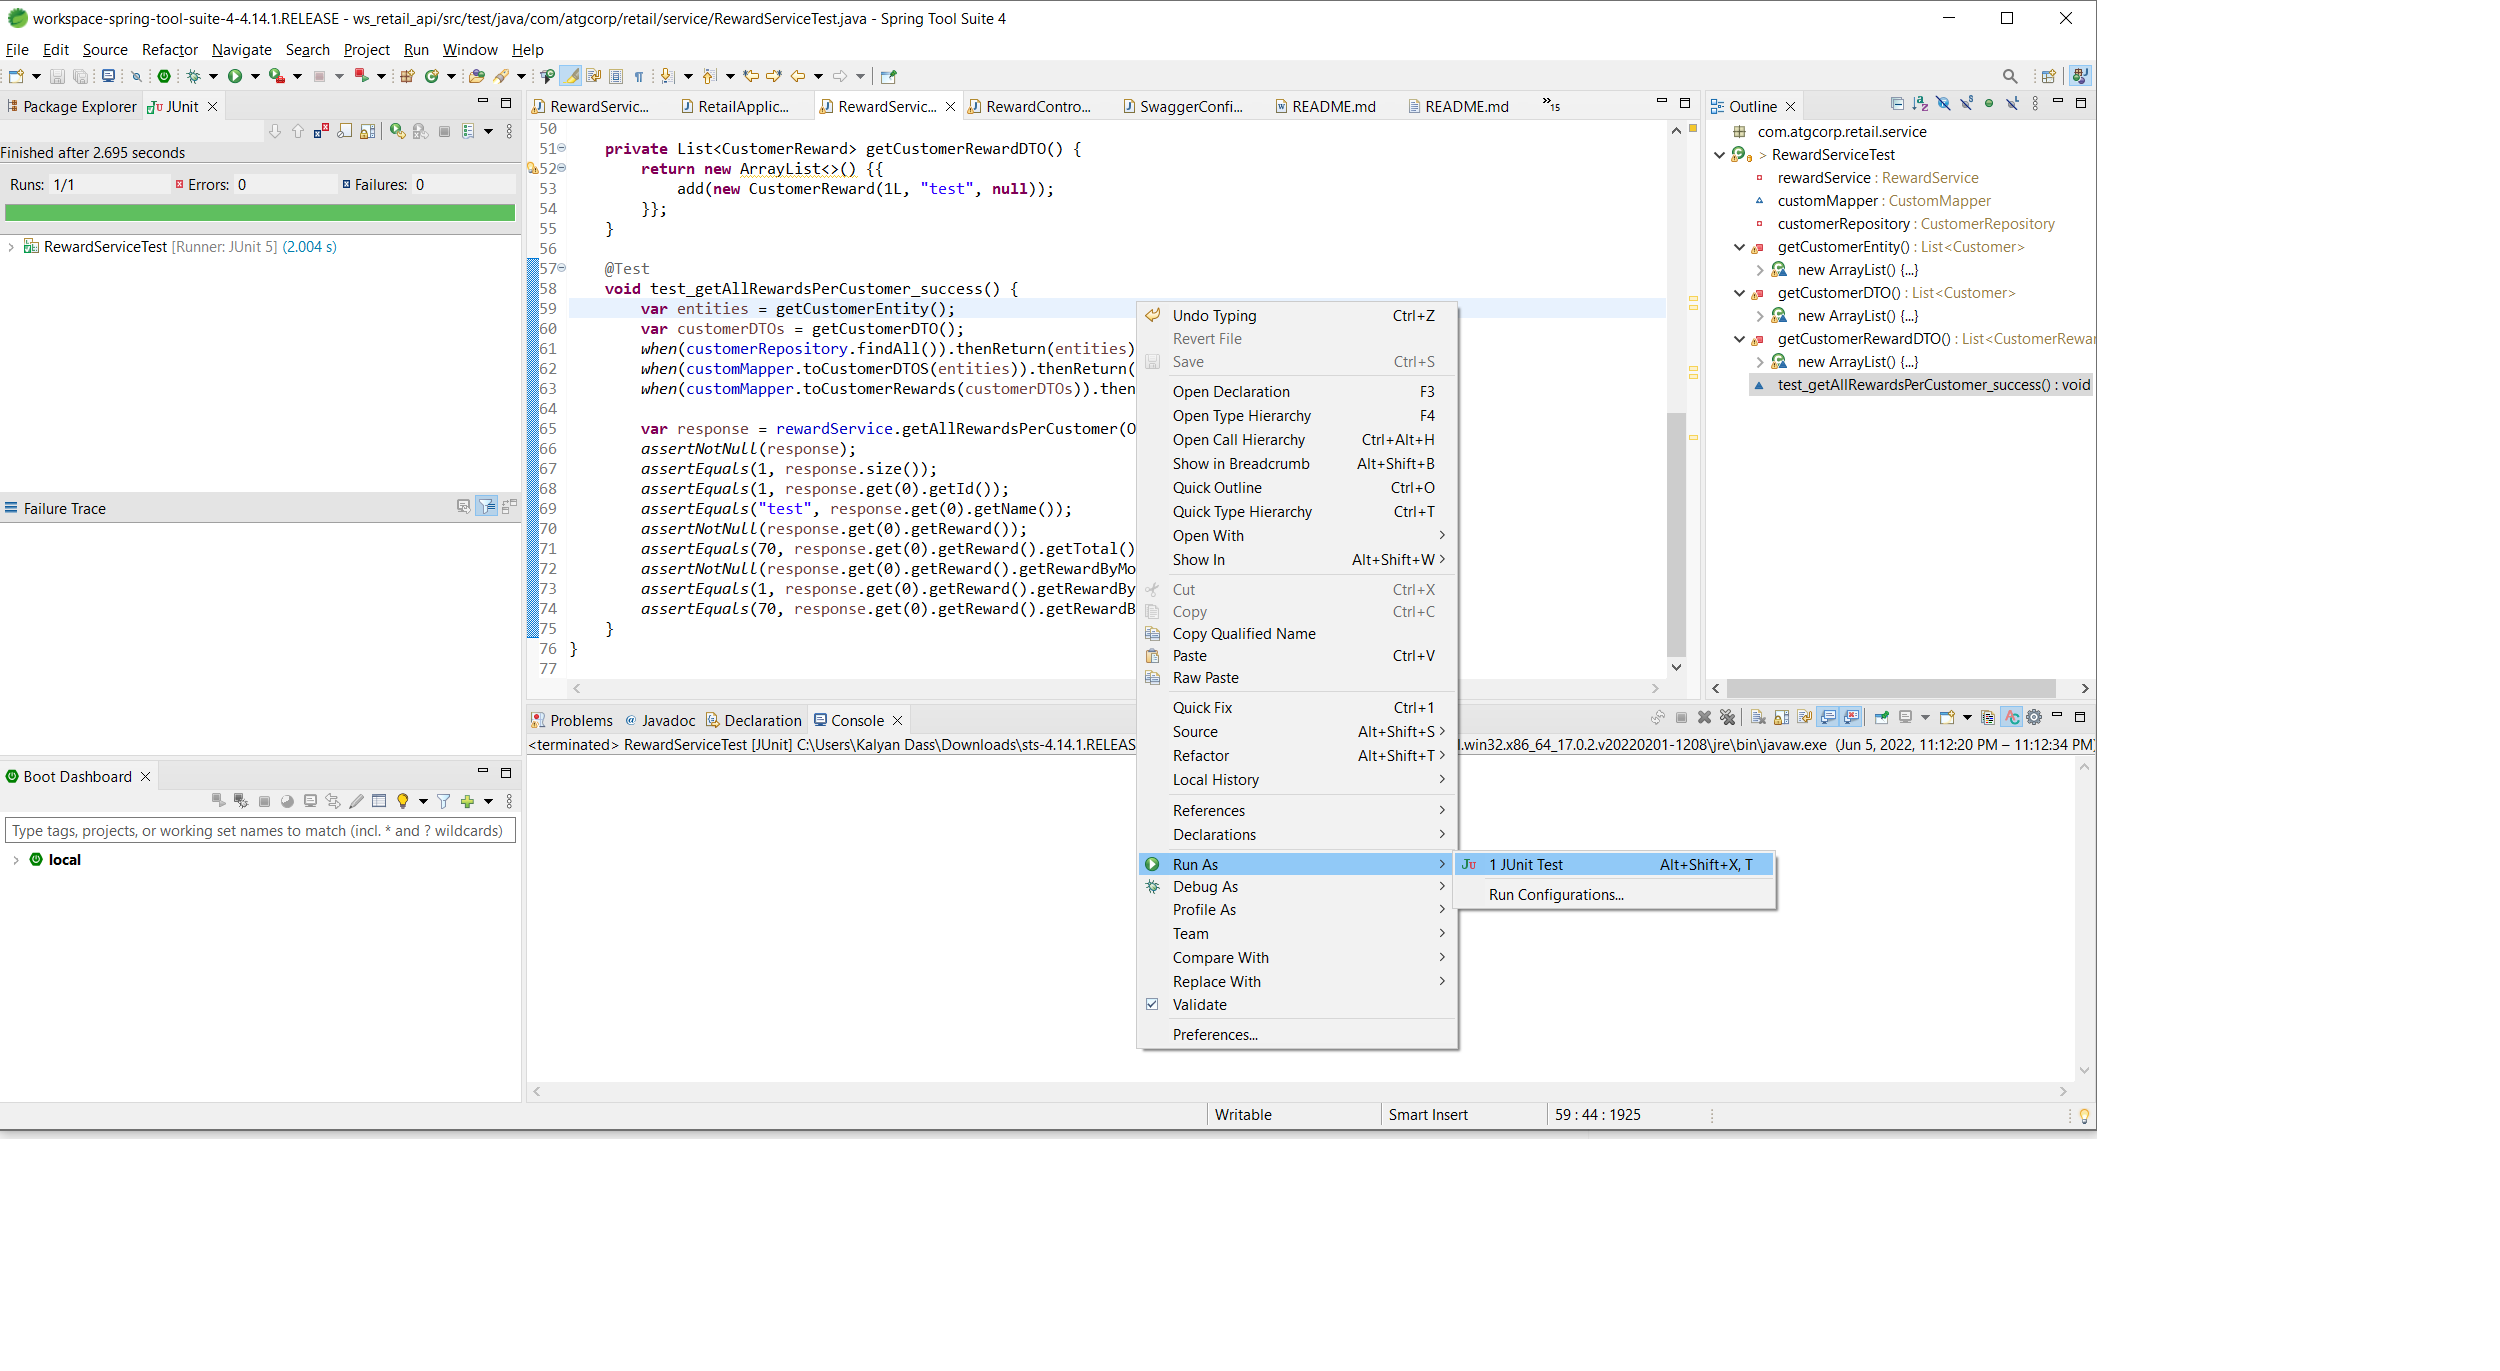 workspace-spring-tool-suite-4-4.14.1.RELEASE - ws_retail_api/src/test/java/com/atgcorp/retail/service/RewardServiceTest.java - Spring Tool Suite 4
File Edit Source Refactor Navigate Search Project Run Window Help
Package Explorer JUnit
Finished after 2.695 seconds
Runs: 1/1 Errors: 0 Failures: 0
RewardServiceTest [Runner: JUnit 5] (2.004 s)
Failure Trace
Boot Dashboard
Type tags, projects, or working set names to match (incl. * and ? wildcards)
local
RewardServic... RetailApplic... RewardServic... RewardContro... SwaggerConfi... README.md README.md »15
50
51 private List<CustomerReward> getCustomerRewardDTO() {
52 return new ArrayList<>() {{
53 add(new CustomerReward(1L, "test", null));
54 }};
55 }
56
57 @Test
58 void test_getAllRewardsPerCustomer_success() {
59 var entities = getCustomerEntity();
60 var customerDTOs = getCustomerDTO();
61 when(customerRepository.findAll()).thenReturn(entities)
62 when(customMapper.toCustomerDTOS(entities)).thenReturn(
63 when(customMapper.toCustomerRewards(customerDTOs)).then
64
65 var response = rewardService.getAllRewardsPerCustomer(O
66 assertNotNull(response);
67 assertEquals(1, response.size());
68 assertEquals(1, response.get(0).getId());
69 assertEquals("test", response.get(0).getName());
70 assertNotNull(response.get(0).getReward());
71 assertEquals(70, response.get(0).getReward().getTotal()
72 assertNotNull(response.get(0).getReward().getRewardByMo
73 assertEquals(1, response.get(0).getReward().getRewardBy
74 assertEquals(70, response.get(0).getReward().getRewardB
75 }
76 }
77
Undo Typing Ctrl+Z
Revert File
Save Ctrl+S
Open Declaration F3
Open Type Hierarchy F4
Open Call Hierarchy Ctrl+Alt+H
Show in Breadcrumb Alt+Shift+B
Quick Outline Ctrl+O
Quick Type Hierarchy Ctrl+T
Open With
Show In Alt+Shift+W
Cut Ctrl+X
Copy Ctrl+C
Copy Qualified Name
Paste Ctrl+V
Raw Paste
Quick Fix Ctrl+1
Source Alt+Shift+S
Refactor Alt+Shift+T
Local History
References
Declarations
Run As
Debug As
Profile As
Team
Compare With
Replace With
Validate
Preferences...
1 JUnit Test Alt+Shift+X, T
Run Configurations...
Outline
com.atgcorp.retail.service
> RewardServiceTest
rewardService : RewardService
customMapper : CustomMapper
customerRepository : CustomerRepository
getCustomerEntity() : List<Customer>
new ArrayList() {...}
getCustomerDTO() : List<Customer>
new ArrayList() {...}
getCustomerRewardDTO() : List<CustomerRewar
new ArrayList() {...}
test_getAllRewardsPerCustomer_success() : void
Problems Javadoc Declaration Console
<terminated> RewardServiceTest [JUnit] C:\Users\Kalyan Dass\Downloads\sts-4.14.1.RELEAS l.win32.x86_64_17.0.2.v20220201-1208\jre\bin\javaw.exe (Jun 5, 2022, 11:12:20 PM – 11:12:34 PM)
Writable Smart Insert 59 : 44 : 1925